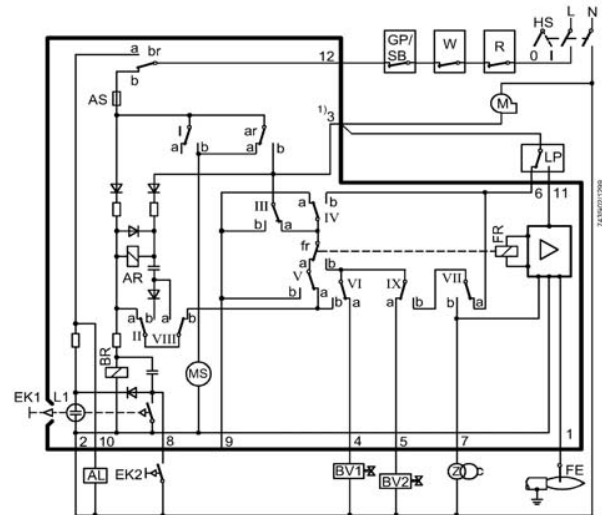 HS L N
a br
b
12
GP/
SB
W
R
0 I
AS
M
1) 3
I
a b
ar
a b
LP
6 11
III
b a
a b
IV
fr
FR
a b
AR
V
b a
VI
b a
IX
a b
VII
b a
a b
II
a b
VIII
BR
MS
EK1 L1
2 10 8 9 4 5 7 1
AL
EK2
BV1
BV2
Z
FE